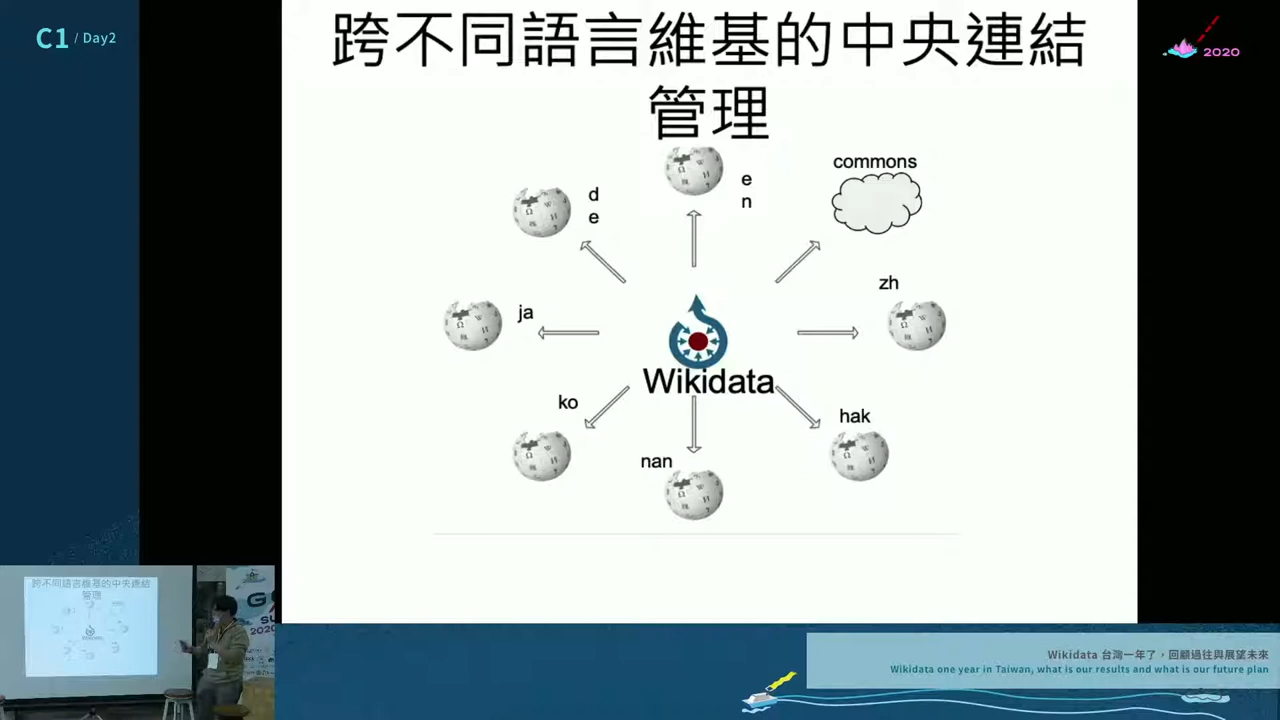 C1 / Day2
2020
跨不同語言維基的中央連結
管理
commons
e
n
d
e
zh
ja
Wikidata
ko
hak
nan
跨不同語言維基的中央連結
管理
2020
Wikidata 台灣一年了，回顧過往與展望未來
Wikidata one year in Taiwan, what is our results and what is our future plan